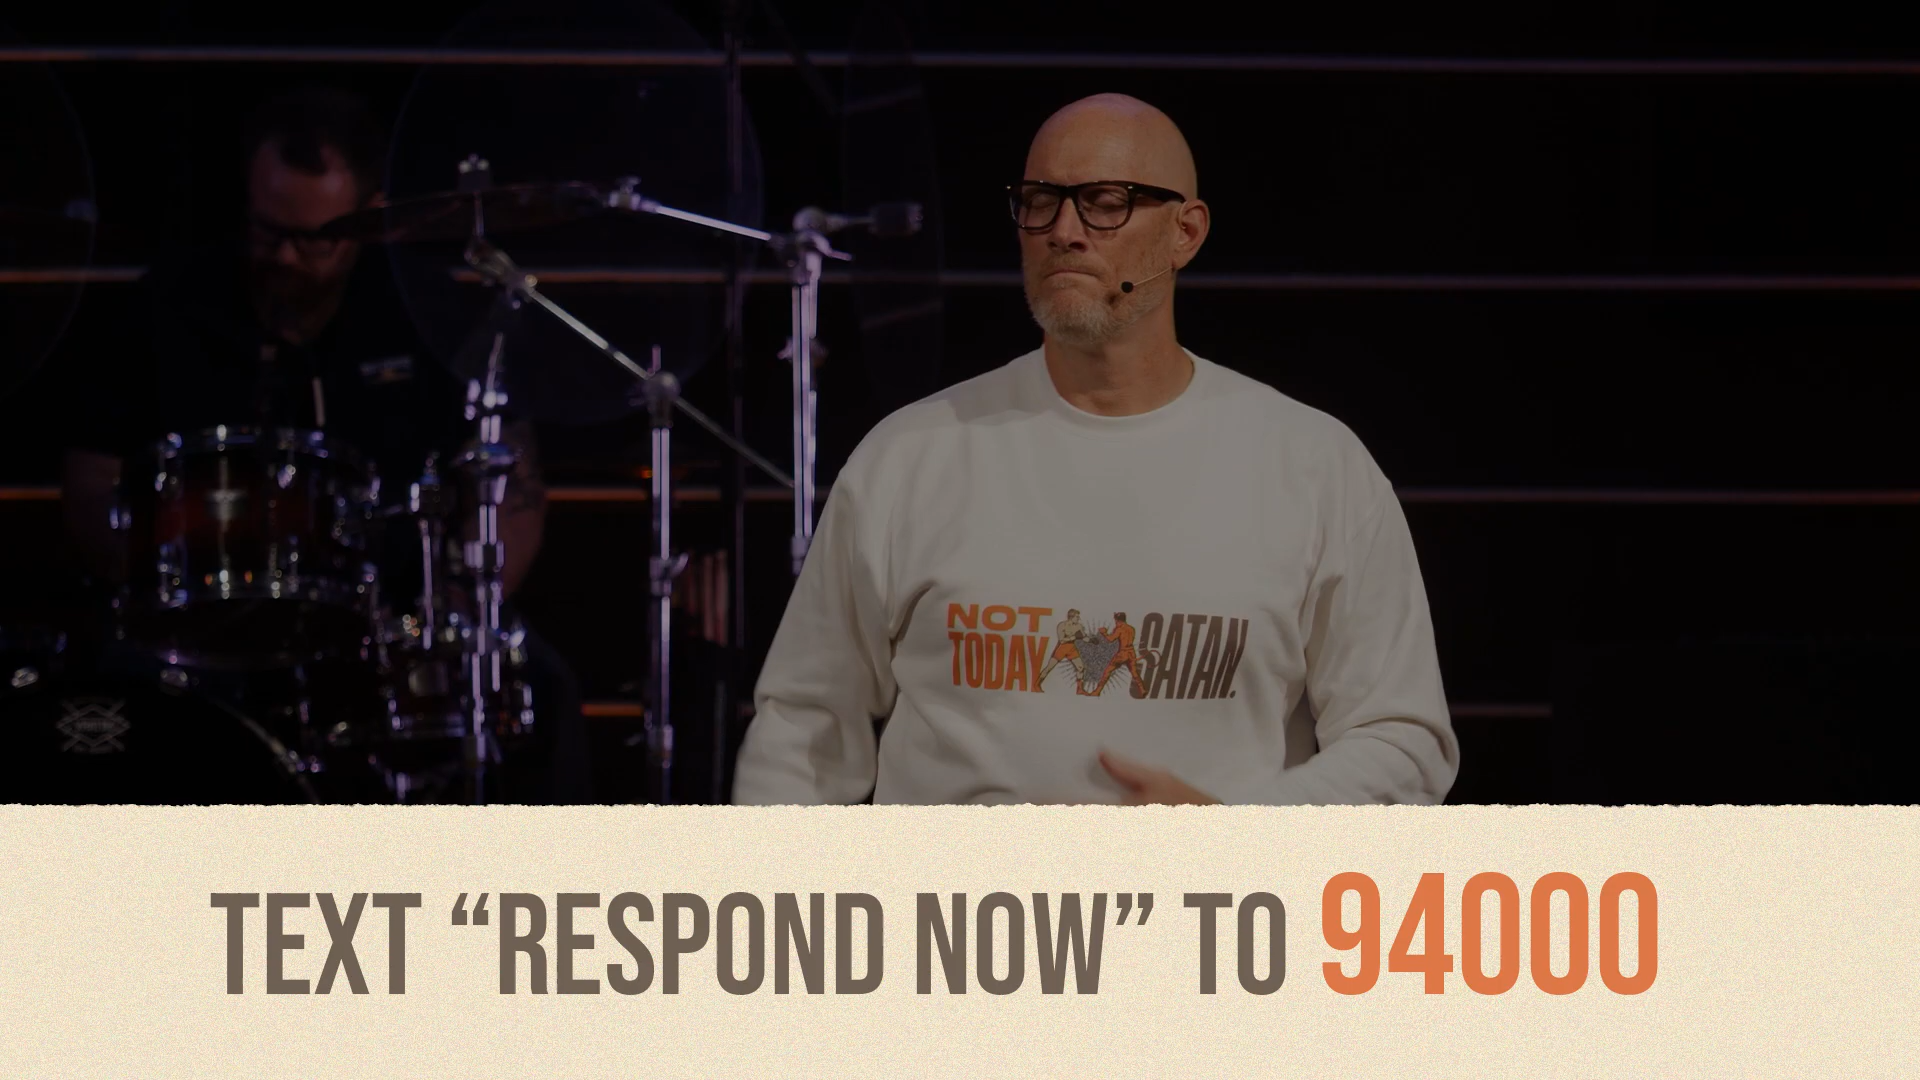 NOT
TODAY
SATAN.
TEXT “RESPOND NOW” TO 94000